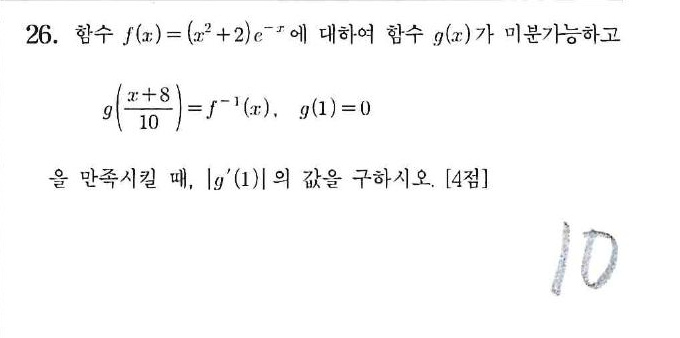 26. 함수 f(x)=(x²+2)e⁻ˣ에 대하여 함수 g(x)가 미분가능하고
g((x+8)/10)=f⁻¹(x), g(1)=0
을 만족시킬 때, |g′(1)|의 값을 구하시오. [4점]
10